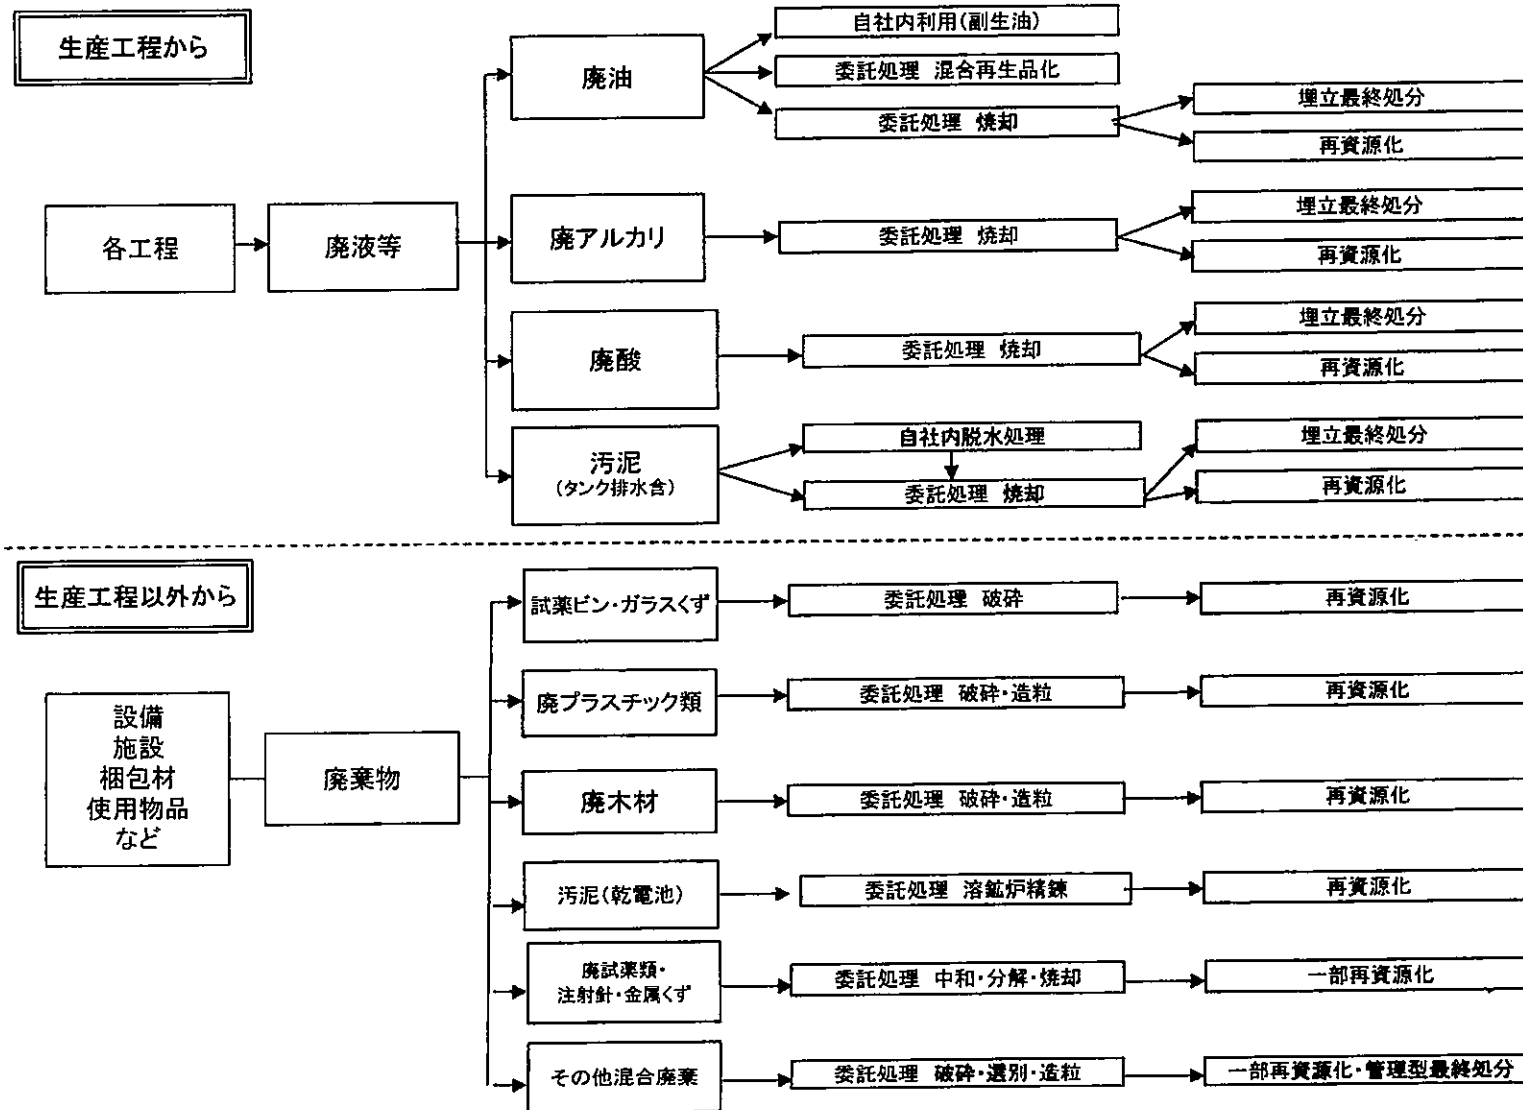 生産工程から
各工程
廃液等
廃油
自社内利用(副生油)
委託処理 混合再生品化
委託処理 焼却
埋立最終処分
再資源化
廃アルカリ
委託処理 焼却
埋立最終処分
再資源化
廃酸
委託処理 焼却
埋立最終処分
再資源化
汚泥
(タンク排水含)
自社内脱水処理
委託処理 焼却
埋立最終処分
再資源化
生産工程以外から
設備
施設
梱包材
使用物品
など
廃棄物
試薬ビン・ガラスくず
委託処理 破砕
再資源化
廃プラスチック類
委託処理 破砕・造粒
再資源化
廃木材
委託処理 破砕・造粒
再資源化
汚泥(乾電池)
委託処理 溶鉱炉精錬
再資源化
廃試薬類・
注射針・金属くず
委託処理 中和・分解・焼却
一部再資源化
その他混合廃棄
委託処理 破砕・選別・造粒
一部再資源化・管理型最終処分